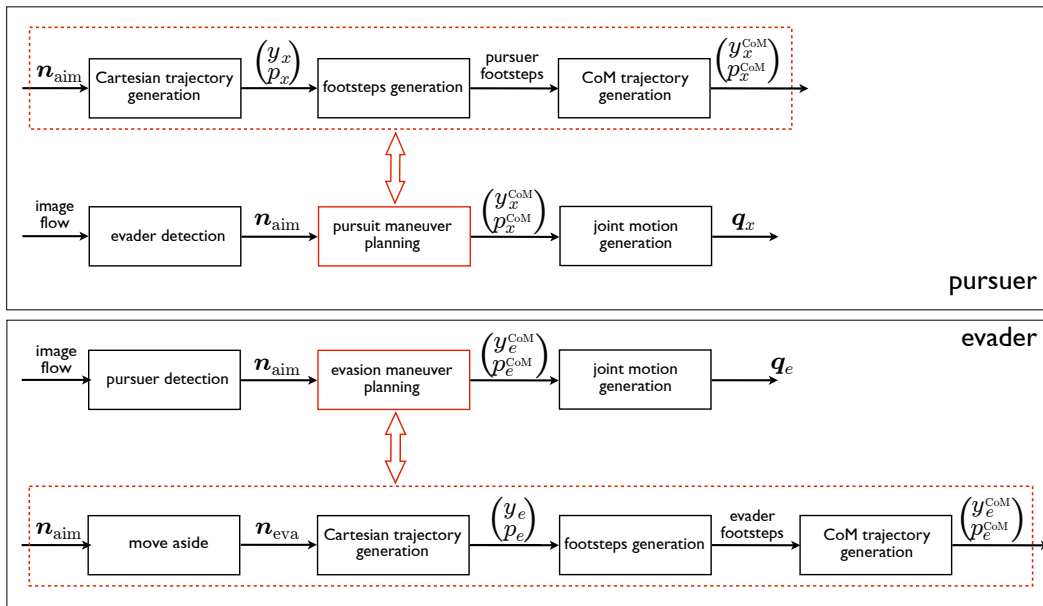 n_aim
Cartesian trajectory
generation
(y_x
p_x)
footsteps generation
pursuer
footsteps
CoM trajectory
generation
(y_x^CoM
p_x^CoM)
image
flow
evader detection
n_aim
pursuit maneuver
planning
(y_x^CoM
p_x^CoM)
joint motion
generation
q_x
pursuer
evader
image
flow
pursuer detection
n_aim
evasion maneuver
planning
(y_e^CoM
p_e^CoM)
joint motion
generation
q_e
n_aim
move aside
n_eva
Cartesian trajectory
generation
(y_e
p_e)
footsteps generation
evader
footsteps
CoM trajectory
generation
(y_e^CoM
p_e^CoM)